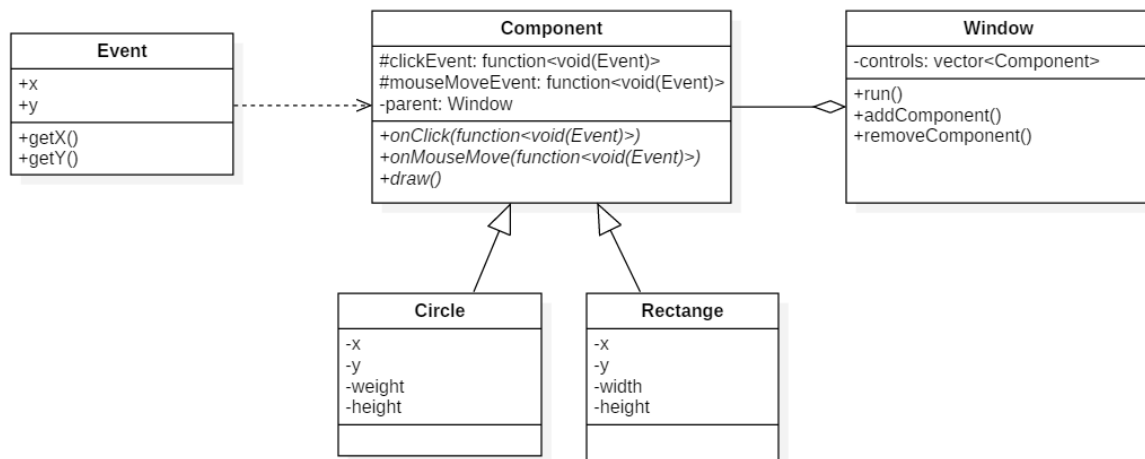 Event
+x
+y
+getX()
+getY()
Component
#clickEvent: function<void(Event)>
#mouseMoveEvent: function<void(Event)>
-parent: Window
+onClick(function<void(Event)>)
+onMouseMove(function<void(Event)>)
+draw()
Window
-controls: vector<Component>
+run()
+addComponent()
+removeComponent()
Circle
-x
-y
-weight
-height
Rectange
-x
-y
-width
-height